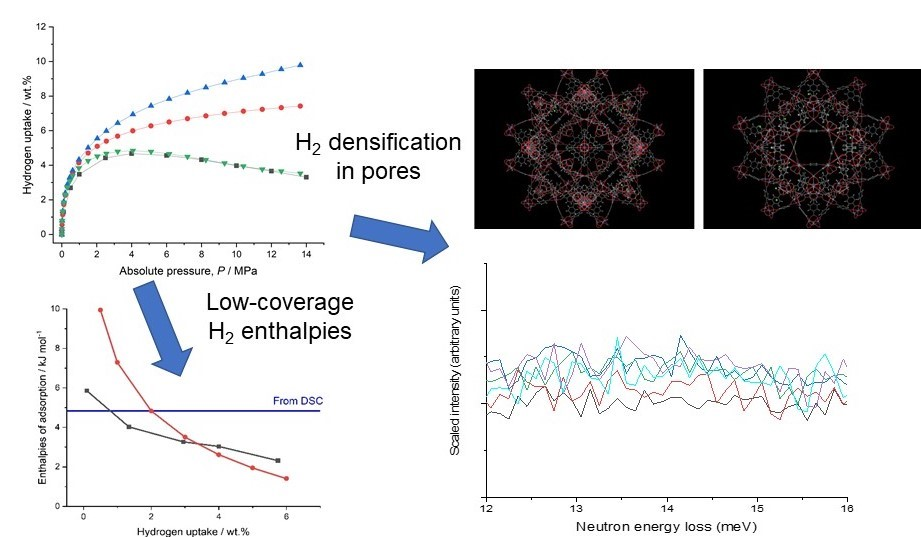 12
10
8
6
4
2
0
Hydrogen uptake / wt.%
0 2 4 6 8 10 12 14
Absolute pressure, P / MPa
H₂ densification
in pores
Low-coverage
H₂ enthalpies
10
8
6
4
2
0
Enthalpies of adsorption / kJ mol⁻¹
From DSC
0 2 4 6
Hydrogen uptake / wt.%
Scaled intensity (arbitrary units)
12 13 14 15 16
Neutron energy loss (meV)